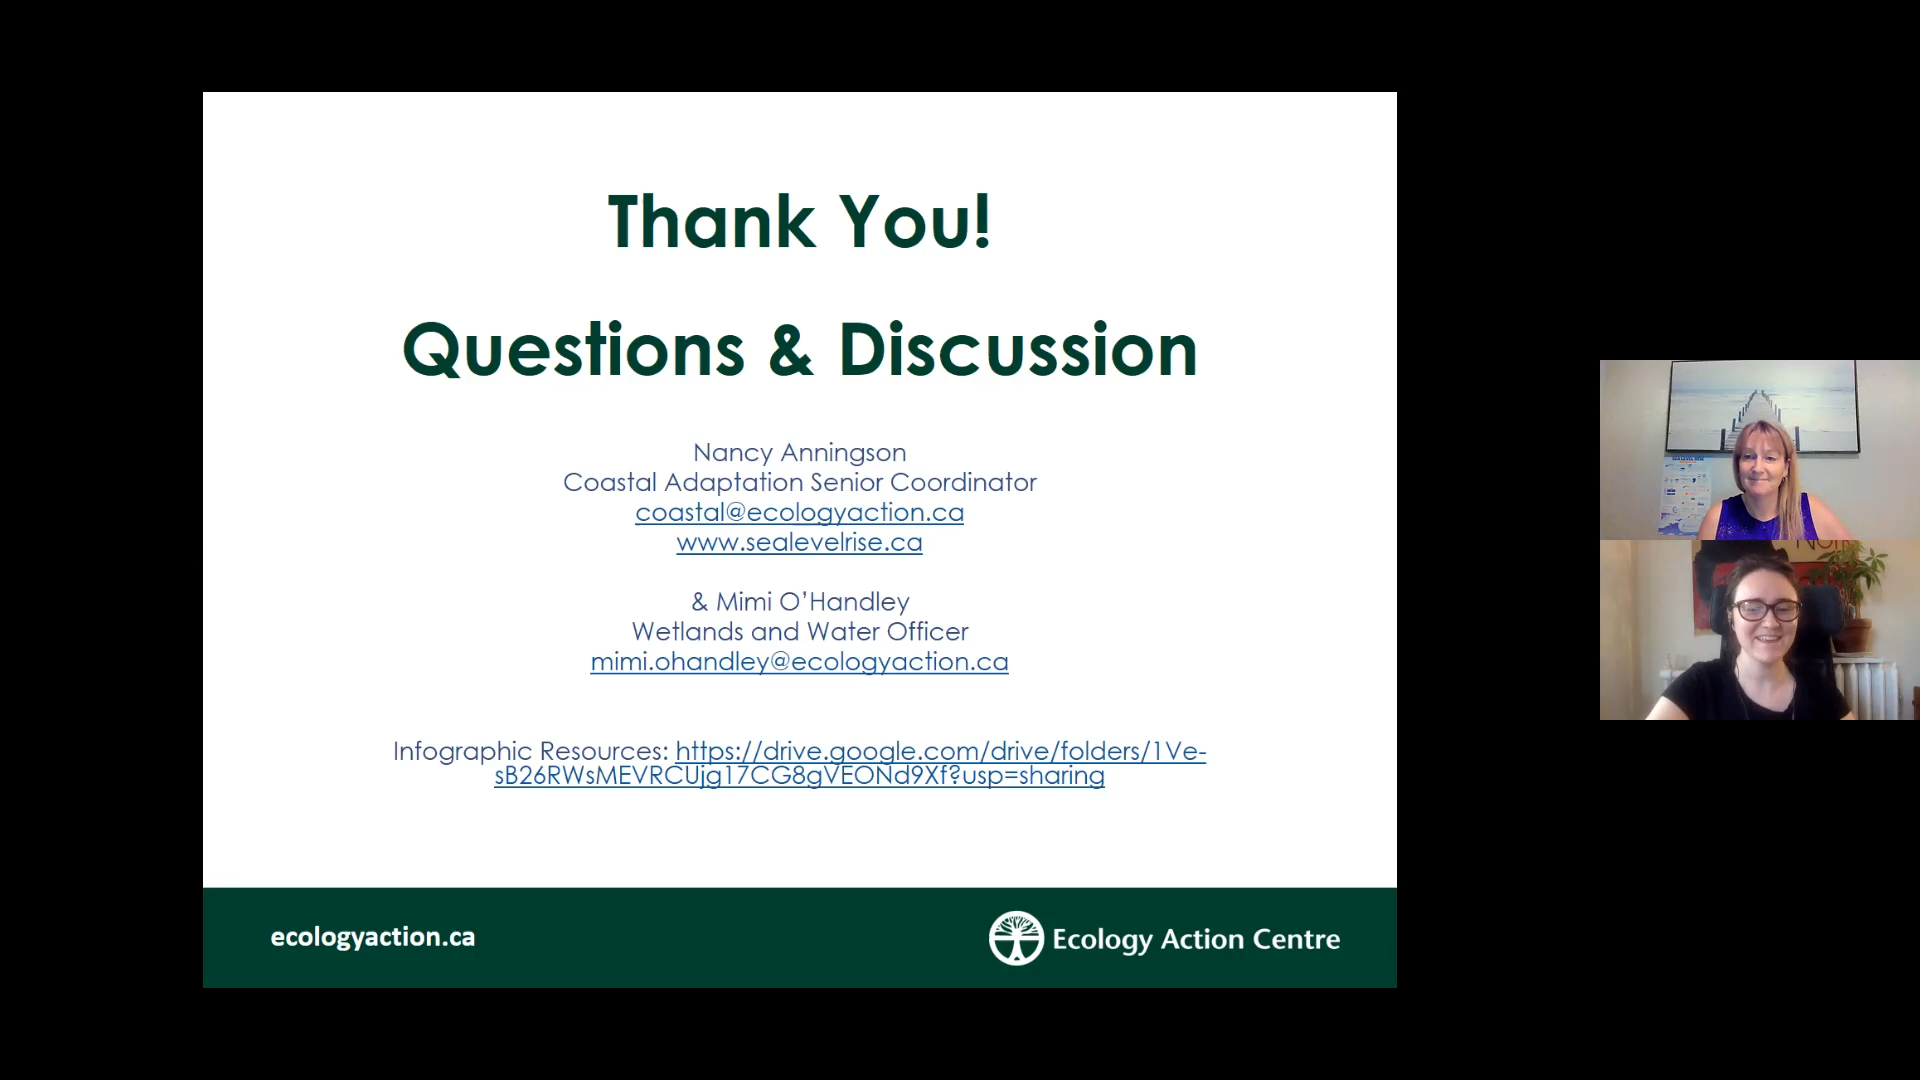 Thank You!
Questions & Discussion
Nancy Anningson
Coastal Adaptation Senior Coordinator
coastal@ecologyaction.ca
www.sealevelrise.ca
& Mimi O’Handley
Wetlands and Water Officer
mimi.ohandley@ecologyaction.ca
Infographic Resources: https://drive.google.com/drive/folders/1Ve-
sB26RWsMEVRCUjg17CG8gVEONd9Xf?usp=sharing
ecologyaction.ca
Ecology Action Centre